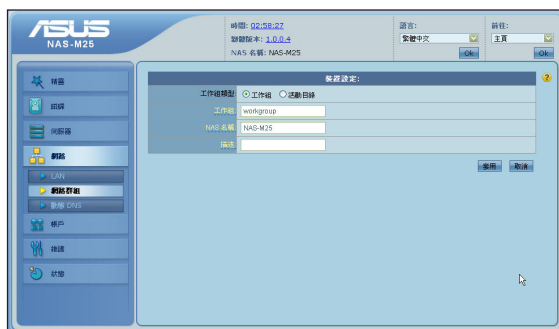 ASUS
NAS-M25
時間: 02:58:27
韌體版本: 1.0.0.4
NAS 名稱: NAS-M25
語言:
繁體中文
Ok
前往:
主頁
Ok
精靈
磁碟
伺服器
網路
LAN
網路群組
動態 DNS
帳戶
維護
狀態
裝置設定:
工作組類型: 工作組 活動目錄
工作組: workgroup
NAS 名稱: NAS-M25
描述:
套用 取消